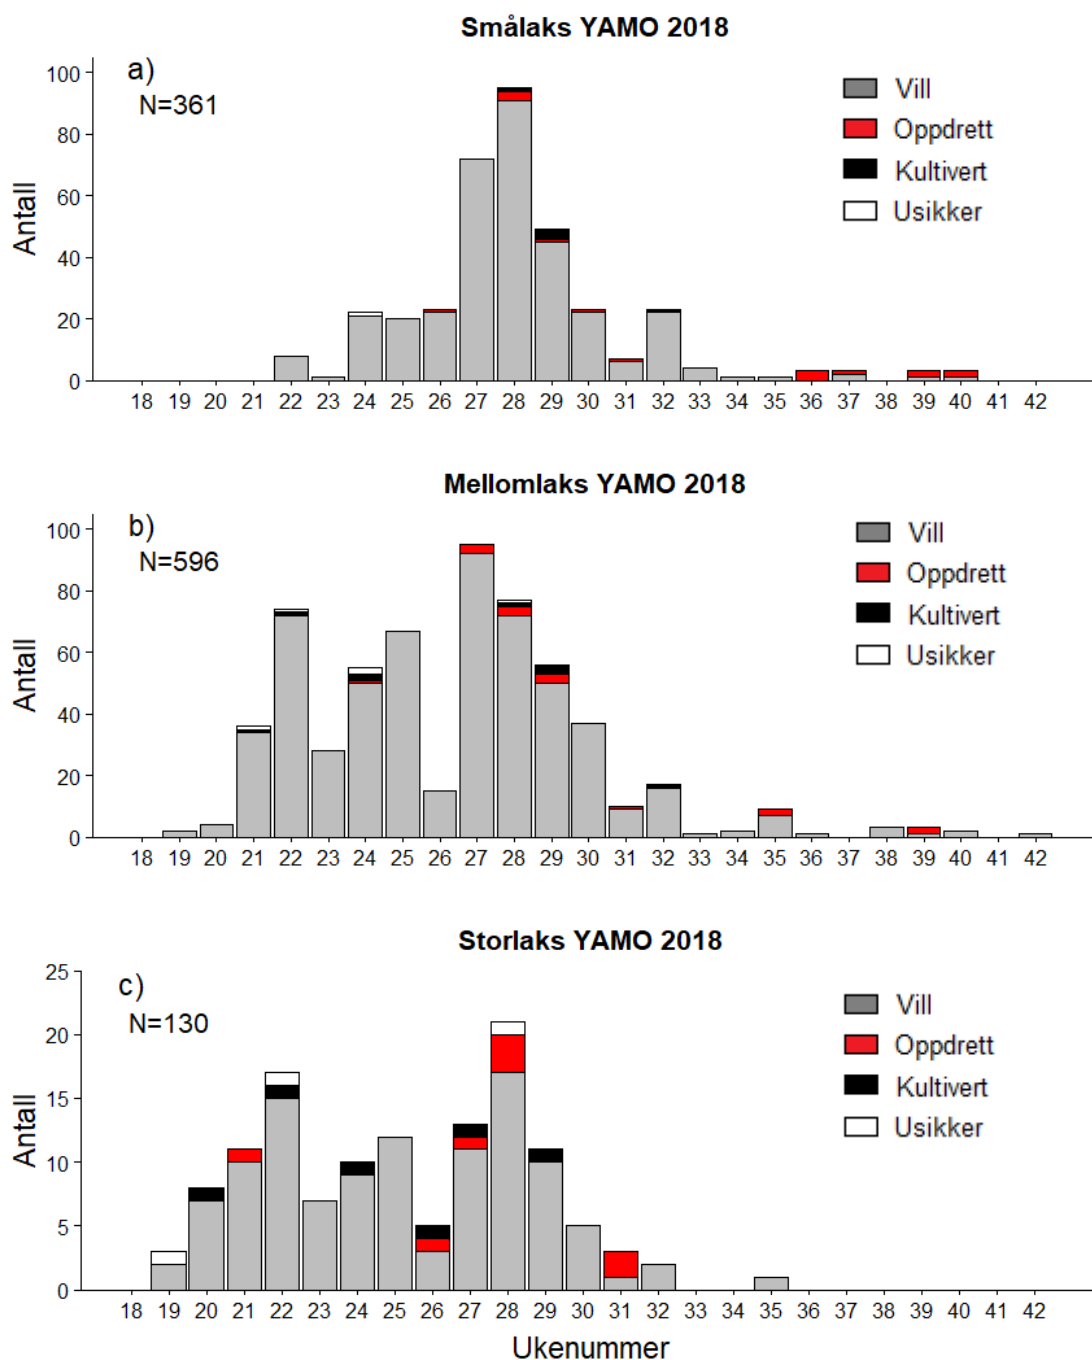 Smålaks YAMO 2018
a)
N=361
Vill
Oppdrett
Kultivert
Usikker
Antall
100
80
60
40
20
0
18 19 20 21 22 23 24 25 26 27 28 29 30 31 32 33 34 35 36 37 38 39 40 41 42
Mellomlaks YAMO 2018
b)
N=596
Vill
Oppdrett
Kultivert
Usikker
Antall
100
80
60
40
20
0
18 19 20 21 22 23 24 25 26 27 28 29 30 31 32 33 34 35 36 37 38 39 40 41 42
Storlaks YAMO 2018
c)
N=130
Vill
Oppdrett
Kultivert
Usikker
Antall
25
20
15
10
5
0
18 19 20 21 22 23 24 25 26 27 28 29 30 31 32 33 34 35 36 37 38 39 40 41 42
Ukenummer